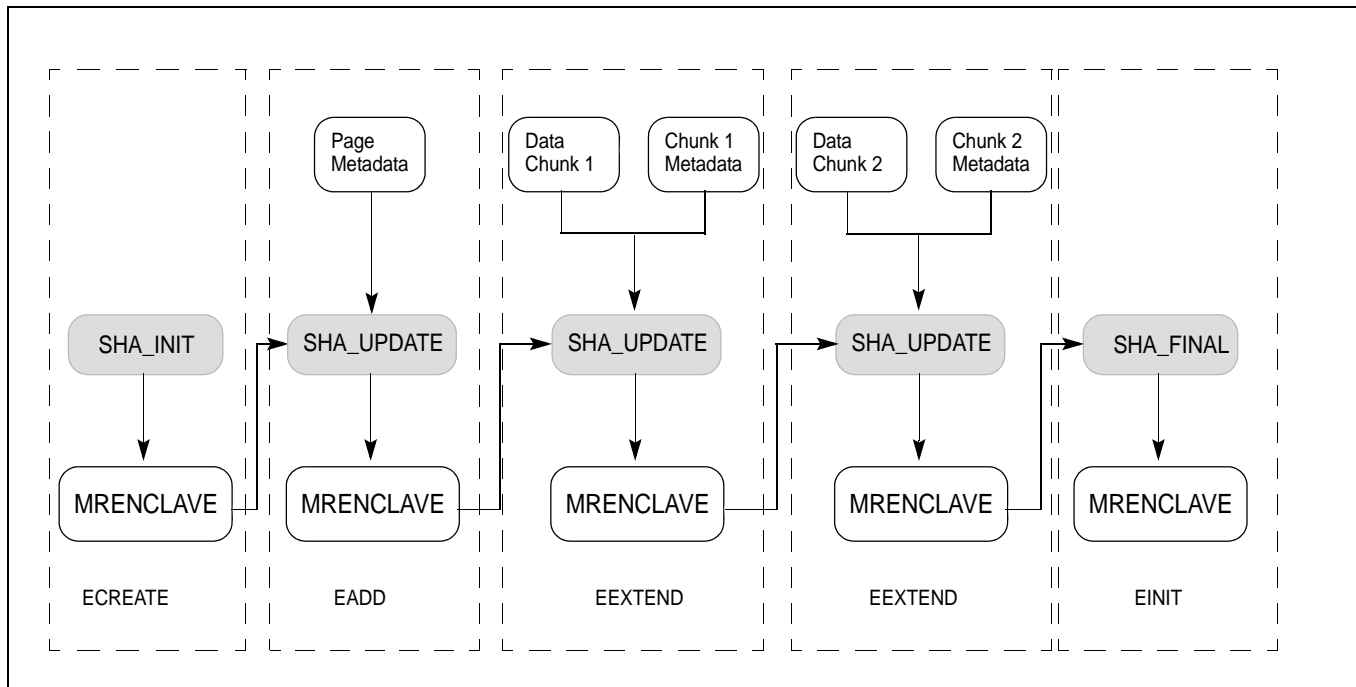 Page
Metadata
Data
Chunk 1
Chunk 1
Metadata
Data
Chunk 2
Chunk 2
Metadata
SHA_INIT
SHA_UPDATE
SHA_UPDATE
SHA_UPDATE
SHA_FINAL
MRENCLAVE
MRENCLAVE
MRENCLAVE
MRENCLAVE
MRENCLAVE
ECREATE
EADD
EEXTEND
EEXTEND
EINIT